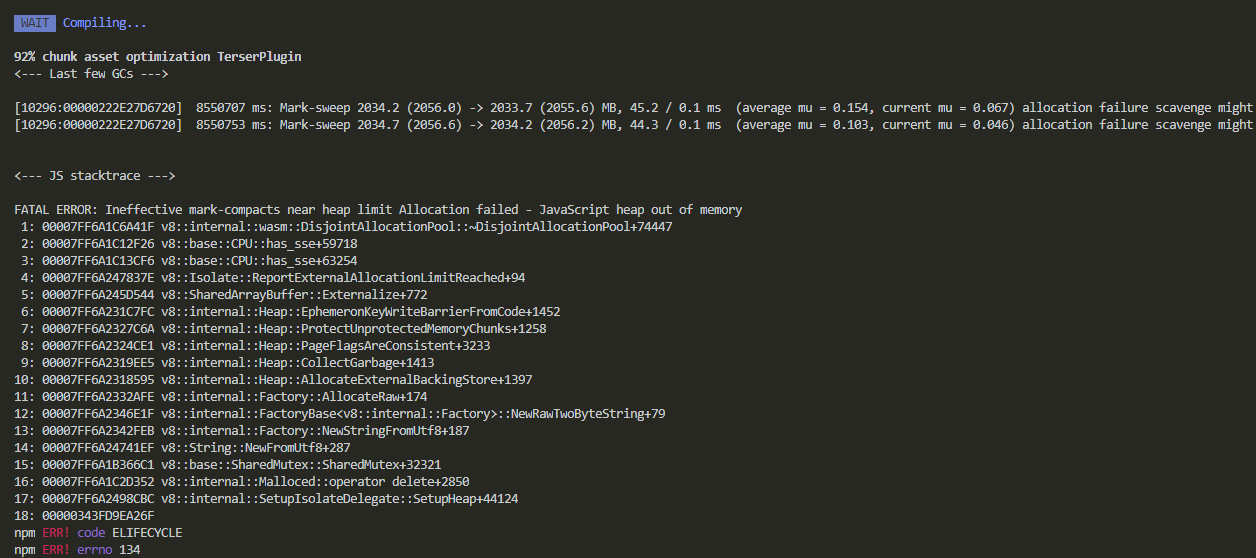 WAIT Compiling...
92% chunk asset optimization TerserPlugin
<--- Last few GCs --->
[10296:00000222E27D6720]  8550707 ms: Mark-sweep 2034.2 (2056.0) -> 2033.7 (2055.6) MB, 45.2 / 0.1 ms  (average mu = 0.154, current mu = 0.067) allocation failure scavenge might
[10296:00000222E27D6720]  8550753 ms: Mark-sweep 2034.7 (2056.6) -> 2034.2 (2056.2) MB, 44.3 / 0.1 ms  (average mu = 0.103, current mu = 0.046) allocation failure scavenge might
<--- JS stacktrace --->
FATAL ERROR: Ineffective mark-compacts near heap limit Allocation failed - JavaScript heap out of memory
 1: 00007FF6A1C6A41F v8::internal::wasm::DisjointAllocationPool::~DisjointAllocationPool+74447
 2: 00007FF6A1C12F26 v8::base::CPU::has_sse+59718
 3: 00007FF6A1C13CF6 v8::base::CPU::has_sse+63254
 4: 00007FF6A247837E v8::Isolate::ReportExternalAllocationLimitReached+94
 5: 00007FF6A245D544 v8::SharedArrayBuffer::Externalize+772
 6: 00007FF6A231C7FC v8::internal::Heap::EphemeronKeyWriteBarrierFromCode+1452
 7: 00007FF6A2327C6A v8::internal::Heap::ProtectUnprotectedMemoryChunks+1258
 8: 00007FF6A2324CE1 v8::internal::Heap::PageFlagsAreConsistent+3233
 9: 00007FF6A2319EE5 v8::internal::Heap::CollectGarbage+1413
10: 00007FF6A2318595 v8::internal::Heap::AllocateExternalBackingStore+1397
11: 00007FF6A2332AFE v8::internal::Factory::AllocateRaw+174
12: 00007FF6A2346E1F v8::internal::FactoryBase<v8::internal::Factory>::NewRawTwoByteString+79
13: 00007FF6A2342FEB v8::internal::Factory::NewStringFromUtf8+187
14: 00007FF6A24741EF v8::String::NewFromUtf8+287
15: 00007FF6A1B366C1 v8::base::SharedMutex::SharedMutex+32321
16: 00007FF6A1C2D352 v8::internal::Malloced::operator delete+2850
17: 00007FF6A2498CBC v8::internal::SetupIsolateDelegate::SetupHeap+44124
18: 00000343FD9EA26F
npm ERR! code ELIFECYCLE
npm ERR! errno 134